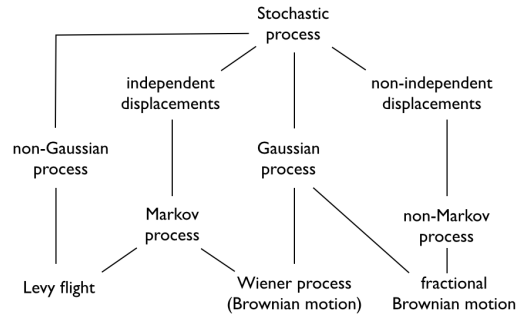 Stochastic
process
independent
displacements
non-independent
displacements
non-Gaussian
process
Gaussian
process
Markov
process
non-Markov
process
Levy flight
Wiener process
(Brownian motion)
fractional
Brownian motion